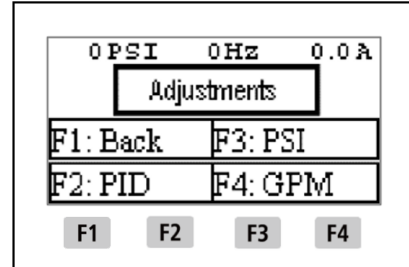 0PSI 0Hz 0.0A
Adjustments
F1: Back F3: PSI
F2: PID F4: GPM
F1 F2 F3 F4